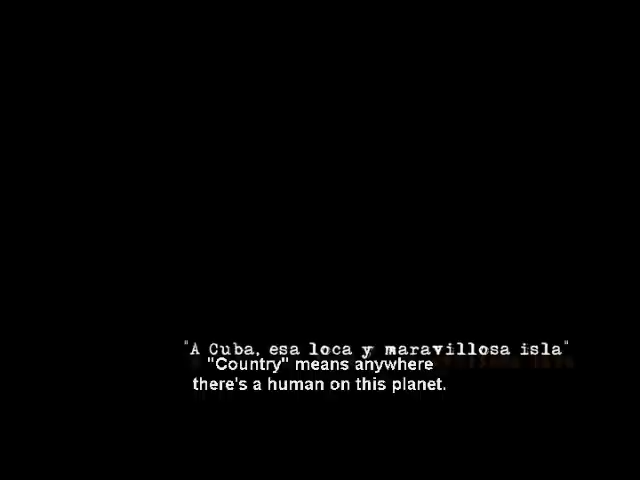 "A Cuba, esa loca y maravillosa isla"
"Country" means anywhere
there's a human on this planet.